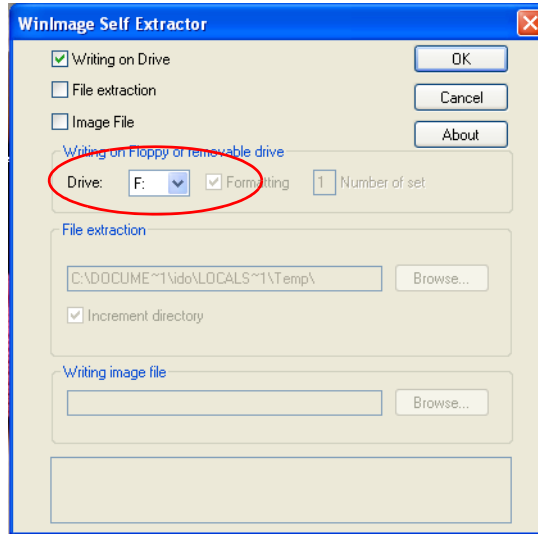 WinImage Self Extractor
Writing on Drive
OK
File extraction
Cancel
Image File
About
Writing on Floppy or removable drive
Drive: F: Formatting 1 Number of set
File extraction
C:\DOCUME~1\ido\LOCALS~1\Temp\ Browse...
Increment directory
Writing image file
Browse...